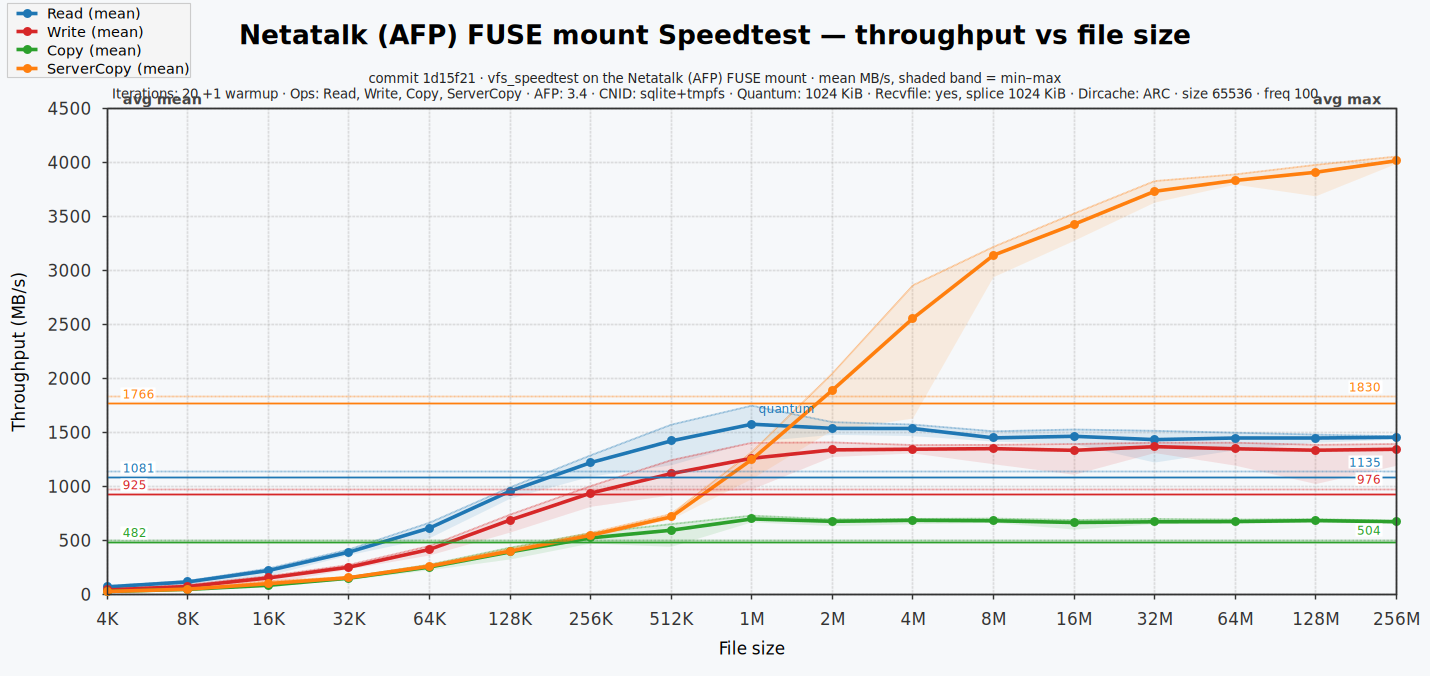 Read (mean)
Write (mean)
Copy (mean)
ServerCopy (mean)
Netatalk (AFP) FUSE mount Speedtest — throughput vs file size
commit 1d15f21 · vfs_speedtest on the Netatalk (AFP) FUSE mount · mean MB/s, shaded band = min–max
Iterations: 20 +1 warmup · Ops: Read, Write, Copy, ServerCopy · AFP: 3.4 · CNID: sqlite+tmpfs · Quantum: 1024 KiB · Recvfile: yes, splice 1024 KiB · Dircache: ARC · size 65536 · freq 100
avg mean
avg max
4500
4000
3500
3000
2500
2000
1766
1830
quantum
1500
1081
1135
1000
925
976
500
482
504
0
Throughput (MB/s)
4K 8K 16K 32K 64K 128K 256K 512K 1M 2M 4M 8M 16M 32M 64M 128M 256M
File size